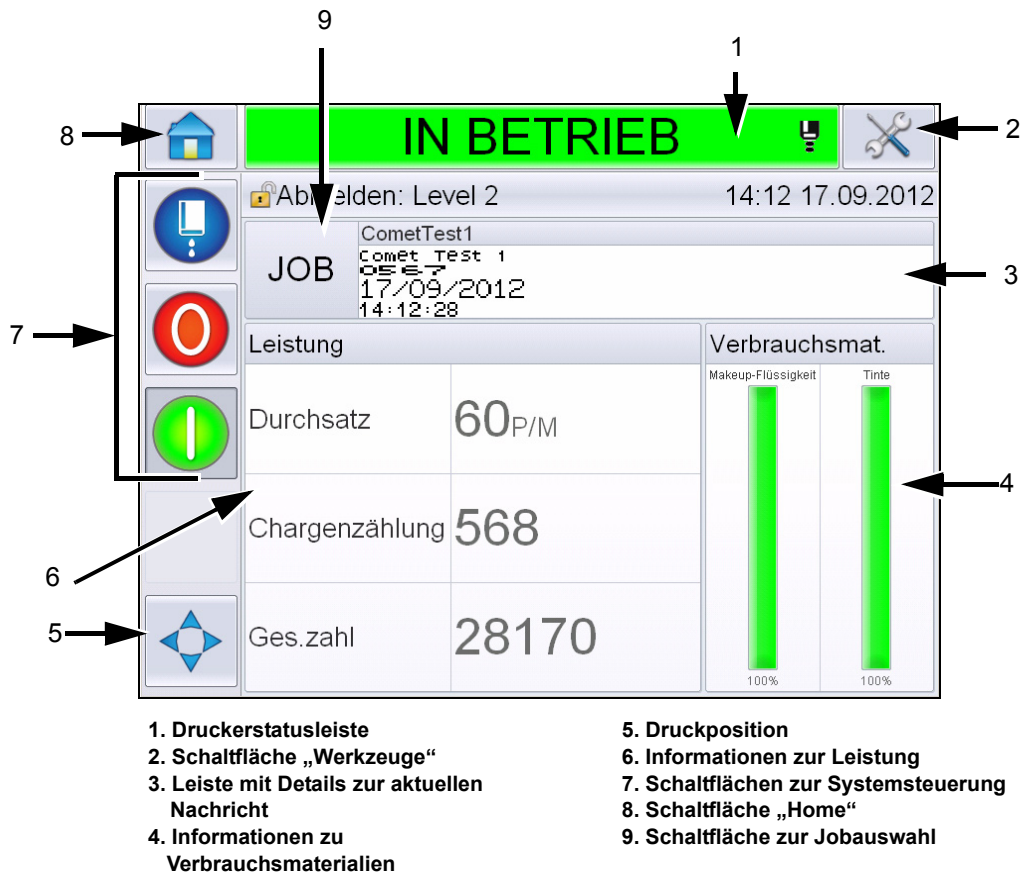 9
1
8
IN BETRIEB
2
Abmelden: Level 2
14:12 17.09.2012
CometTest1
JOB
Comet Test 1
0567
17/09/2012
14:12:28
3
7
Leistung
Verbrauchsmat.
Makeup-Flüssigkeit
Tinte
Durchsatz
60P/M
4
Chargenzählung
568
6
5
Ges.zahl
28170
100%
100%
1. Druckerstatusleiste
2. Schaltfläche „Werkzeuge“
3. Leiste mit Details zur aktuellen
Nachricht
4. Informationen zu
Verbrauchsmaterialien
5. Druckposition
6. Informationen zur Leistung
7. Schaltflächen zur Systemsteuerung
8. Schaltfläche „Home“
9. Schaltfläche zur Jobauswahl